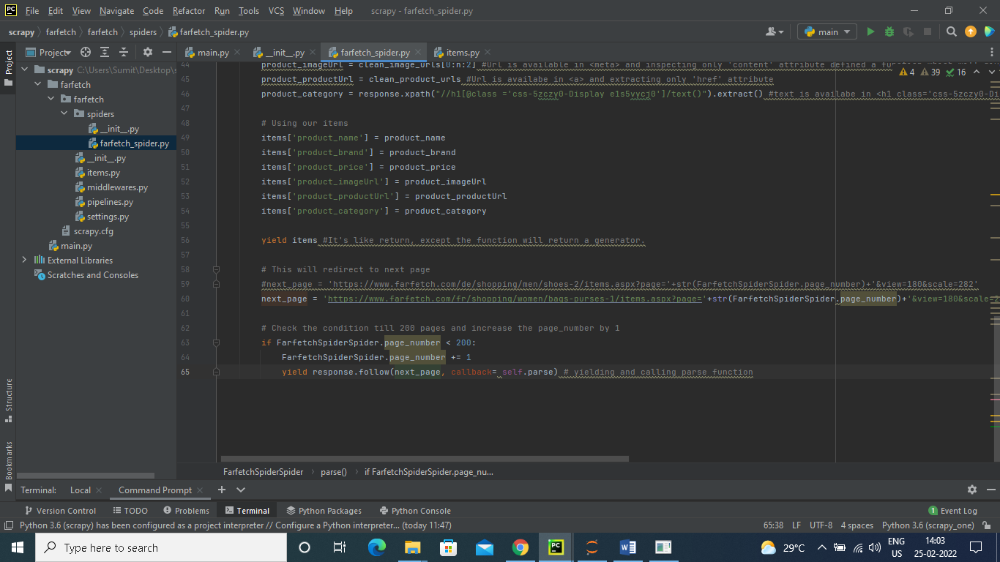 File Edit View Navigate Code Refactor Run Tools VCS Window Help scrapy - farfetch_spider.py
scrapy farfetch farfetch spiders farfetch_spider.py main
Project main.py __init__.py farfetch_spider.py items.py
Project
scrapy C:\Users\Sumit\Desktop\s
farfetch
farfetch
spiders
__init__.py
farfetch_spider.py
__init__.py
items.py
middlewares.py
pipelines.py
settings.py
scrapy.cfg
main.py
External Libraries
Scratches and Consoles
4 39 16
44 product_imageUrl = clean_image_urls[0:n:2] #Url is available in <meta> and inspecting only 'content' attribute defined a
45 product_productUrl = clean_product_urls #Url is availabe in <a> and extracting only 'href' attribute
46 product_category = response.xpath("//h1[@class ='css-5zczy0-Display e1s5vycj0']/text()").extract() #text is availabe in <h1 class='css-5zczy0-Di
47
48 # Using our items
49 items['product_name'] = product_name
50 items['product_brand'] = product_brand
51 items['product_price'] = product_price
52 items['product_imageUrl'] = product_imageUrl
53 items['product_productUrl'] = product_productUrl
54 items['product_category'] = product_category
55
56 yield items #It's like return, except the function will return a generator.
57
58 # This will redirect to next page
59 #next_page = 'https://www.farfetch.com/de/shopping/men/shoes-2/items.aspx?page='+str(FarfetchSpiderSpider.page_number)+'&view=180&scale=282'
60 next_page = 'https://www.farfetch.com/fr/shopping/women/bags-purses-1/items.aspx?page='+str(FarfetchSpiderSpider.page_number)+'&view=180&scale=2
61
62 # Check the condition till 200 pages and increase the page_number by 1
63 if FarfetchSpiderSpider.page_number < 200:
64 FarfetchSpiderSpider.page_number += 1
65 yield response.follow(next_page, callback= self.parse) # yielding and calling parse function
Structure
Bookmarks
FarfetchSpiderSpider parse() if FarfetchSpiderSpider.page_nu...
Terminal: Local Command Prompt
Version Control TODO Problems Terminal Python Packages Python Console 1 Event Log
Python 3.6 (scrapy) has been configured as a project interpreter // Configure a Python interpreter... (today 11:47) 65:38 LF UTF-8 4 spaces Python 3.6 (scrapy_one)
Type here to search 29°C ENG US 14:03 25-02-2022